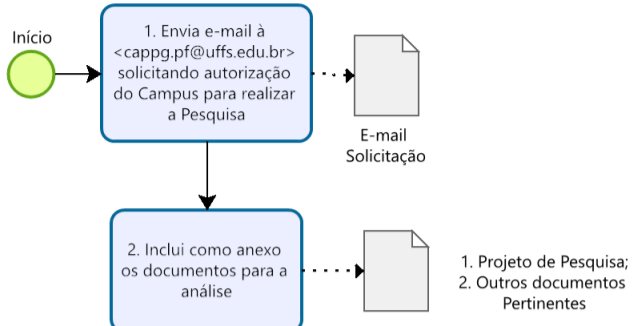 Início
1. Envia e-mail à
<cappg.pf@uffs.edu.br>
solicitando autorização
do Campus para realizar
a Pesquisa
E-mail
Solicitação
2. Inclui como anexo
os documentos para a
análise
1. Projeto de Pesquisa;
2. Outros documentos
Pertinentes